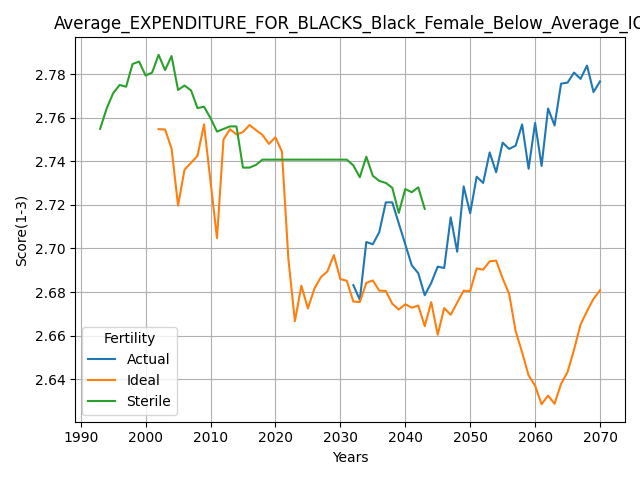 Average_EXPENDITURE_FOR_BLACKS_Black_Female_Below_Average_IC
Score(1-3)
2.78
2.76
2.74
2.72
2.70
2.68
2.66
2.64
Fertility
Actual
Ideal
Sterile
1990 2000 2010 2020 2030 2040 2050 2060 2070
Years